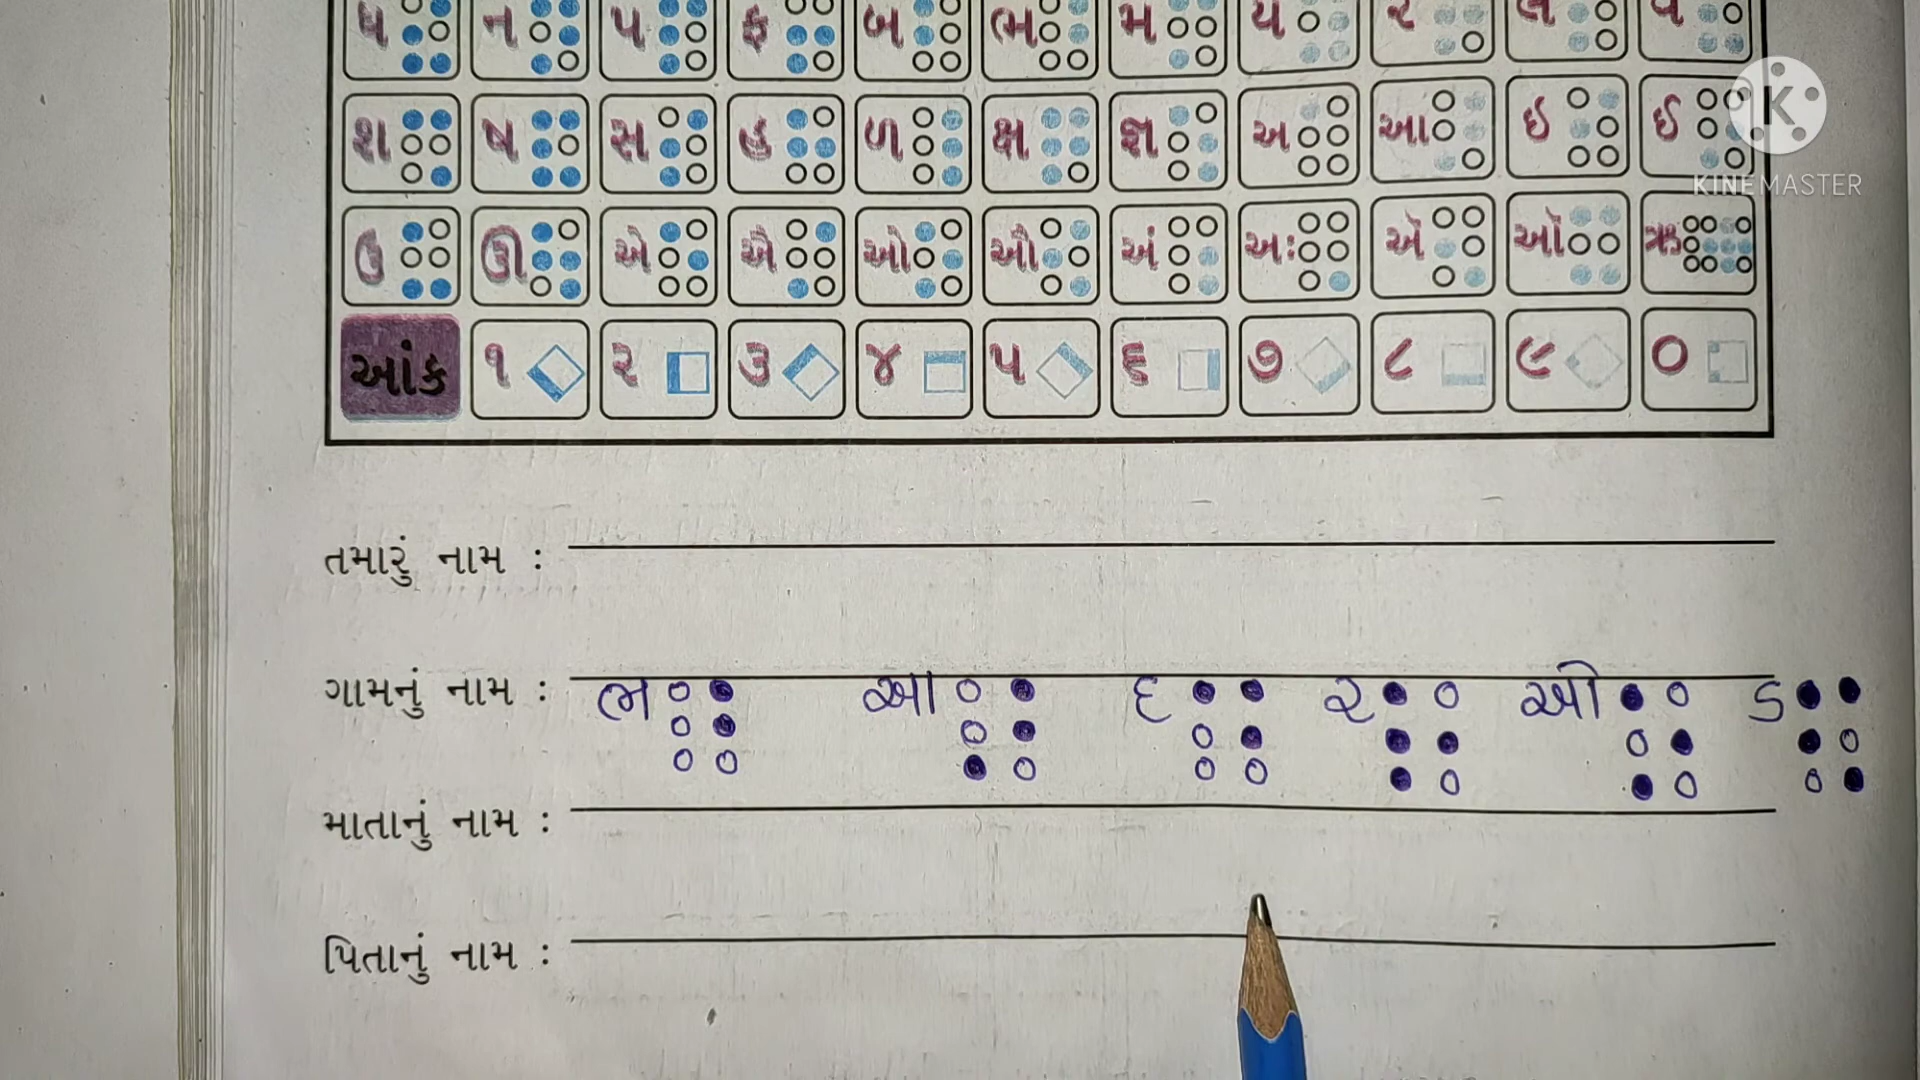 ધ ન પ ફ બ ભ મ ય ર લ વ
શ ષ સ હ ળ ક્ષ જ્ઞ અ આ ઇ ઈ
ઉ ઊ એ ઐ ઓ ઔ અં અઃ ઍ ઑ ઋ
આંક ૧ ૨ ૩ ૪ ૫ ૬ ૭ ૮ ૯ ૦
K
KINEMASTER
તમારું નામ :
ગામનું નામ : ભ આ દ ર ઓ ડ
માતાનું નામ :
પિતાનું નામ :